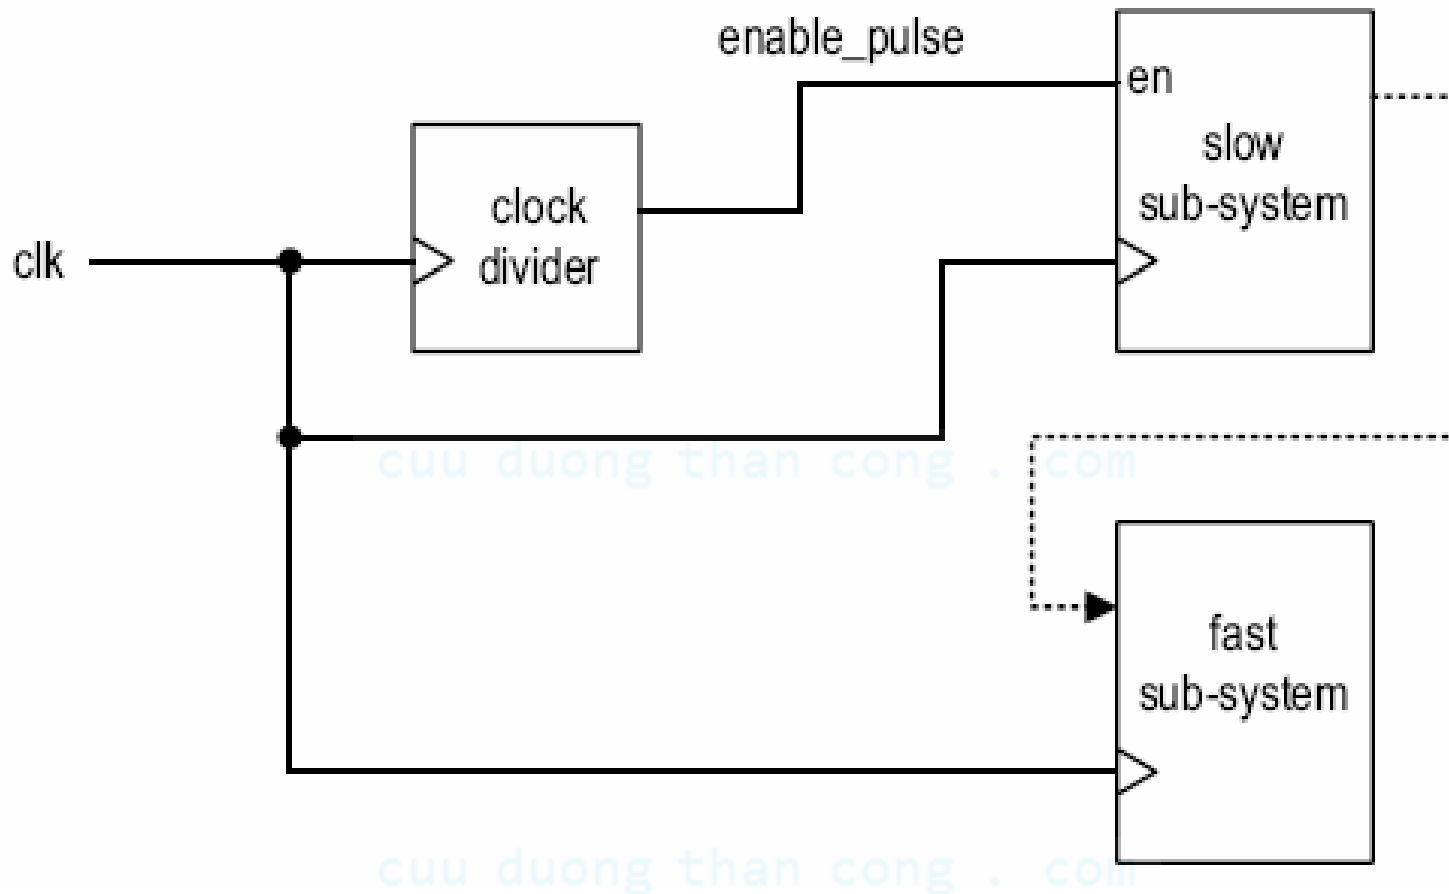 enable_pulse
en
slow
sub-system
clock
divider
clk
cuu duong than cong . com
fast
sub-system
cuu duong than cong . com